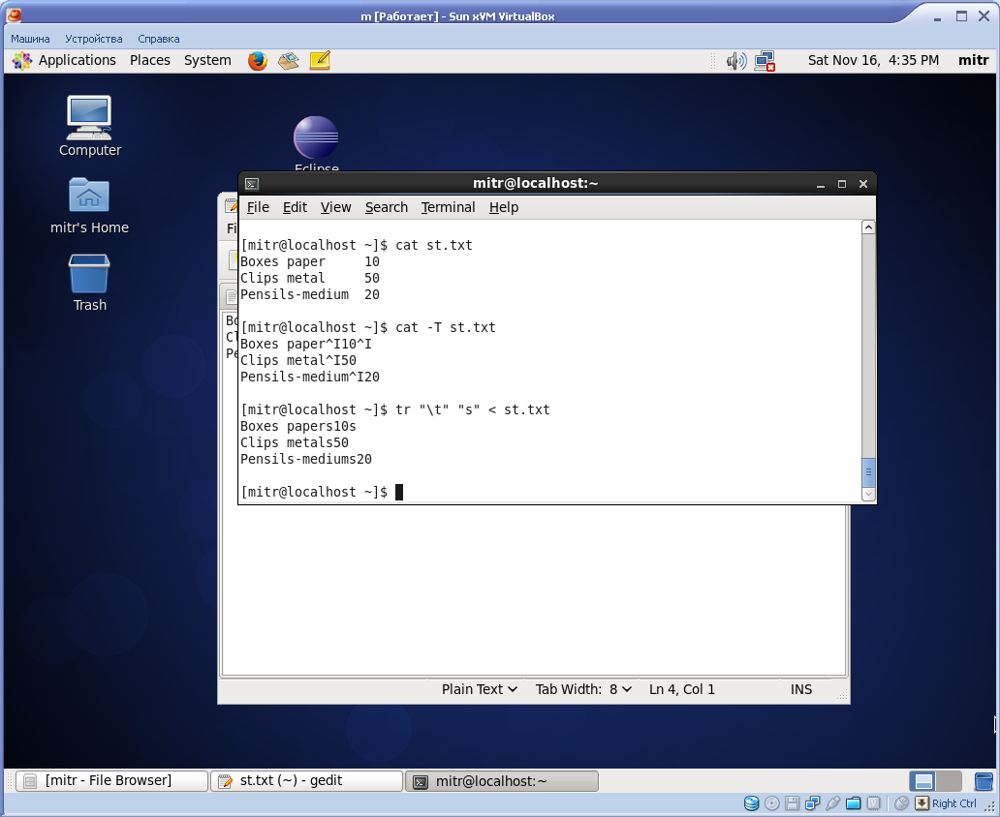 m [Работает] - Sun xVM VirtualBox
Машина Устройства Справка
Applications Places System Sat Nov 16, 4:35 PM mitr
Computer
Eclipse
mitr's Home
Trash
mitr@localhost:~
File Edit View Search Terminal Help
Fi
[mitr@localhost ~]$ cat st.txt
Boxes paper     10
Clips metal     50
Pensils-medium  20
[mitr@localhost ~]$ cat -T st.txt
Boxes paper^I10^I
Clips metal^I50
Pensils-medium^I20
[mitr@localhost ~]$ tr "\t" "s" < st.txt
Boxes papers10s
Clips metals50
Pensils-mediums20
[mitr@localhost ~]$
Bo
Cl
Pe
Plain Text Tab Width: 8 Ln 4, Col 1 INS
[mitr - File Browser] st.txt (~) - gedit mitr@localhost:~
Right Ctrl